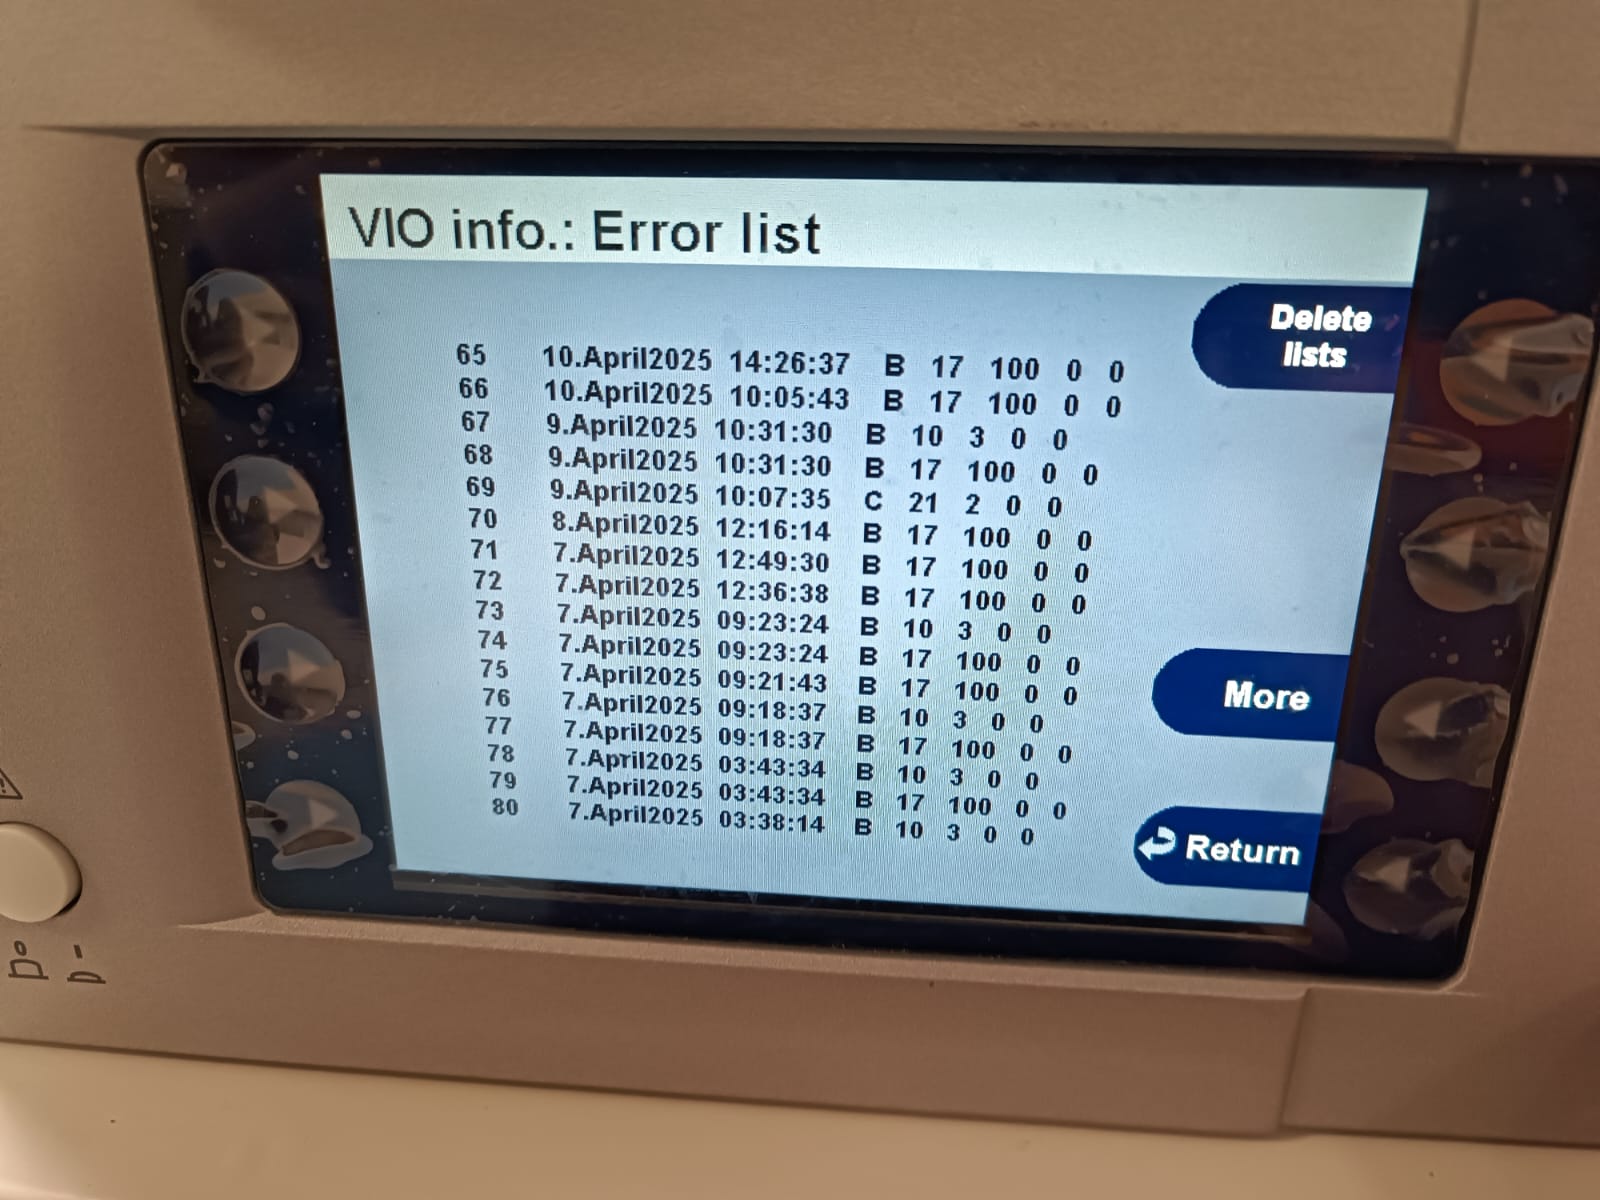 VIO info.: Error list
Delete
lists
65 10.April2025 14:26:37 B 17 100 0 0
66 10.April2025 10:05:43 B 17 100 0 0
67 9.April2025 10:31:30 B 10 3 0 0
68 9.April2025 10:31:30 B 17 100 0 0
69 9.April2025 10:07:35 C 21 2 0 0
70 8.April2025 12:16:14 B 17 100 0 0
71 7.April2025 12:49:30 B 17 100 0 0
72 7.April2025 12:36:38 B 17 100 0 0
73 7.April2025 09:23:24 B 10 3 0 0
74 7.April2025 09:23:24 B 17 100 0 0
75 7.April2025 09:21:43 B 17 100 0 0
76 7.April2025 09:18:37 B 10 3 0 0
77 7.April2025 09:18:37 B 17 100 0 0
78 7.April2025 03:43:34 B 10 3 0 0
79 7.April2025 03:43:34 B 17 100 0 0
80 7.April2025 03:38:14 B 10 3 0 0
More
Return